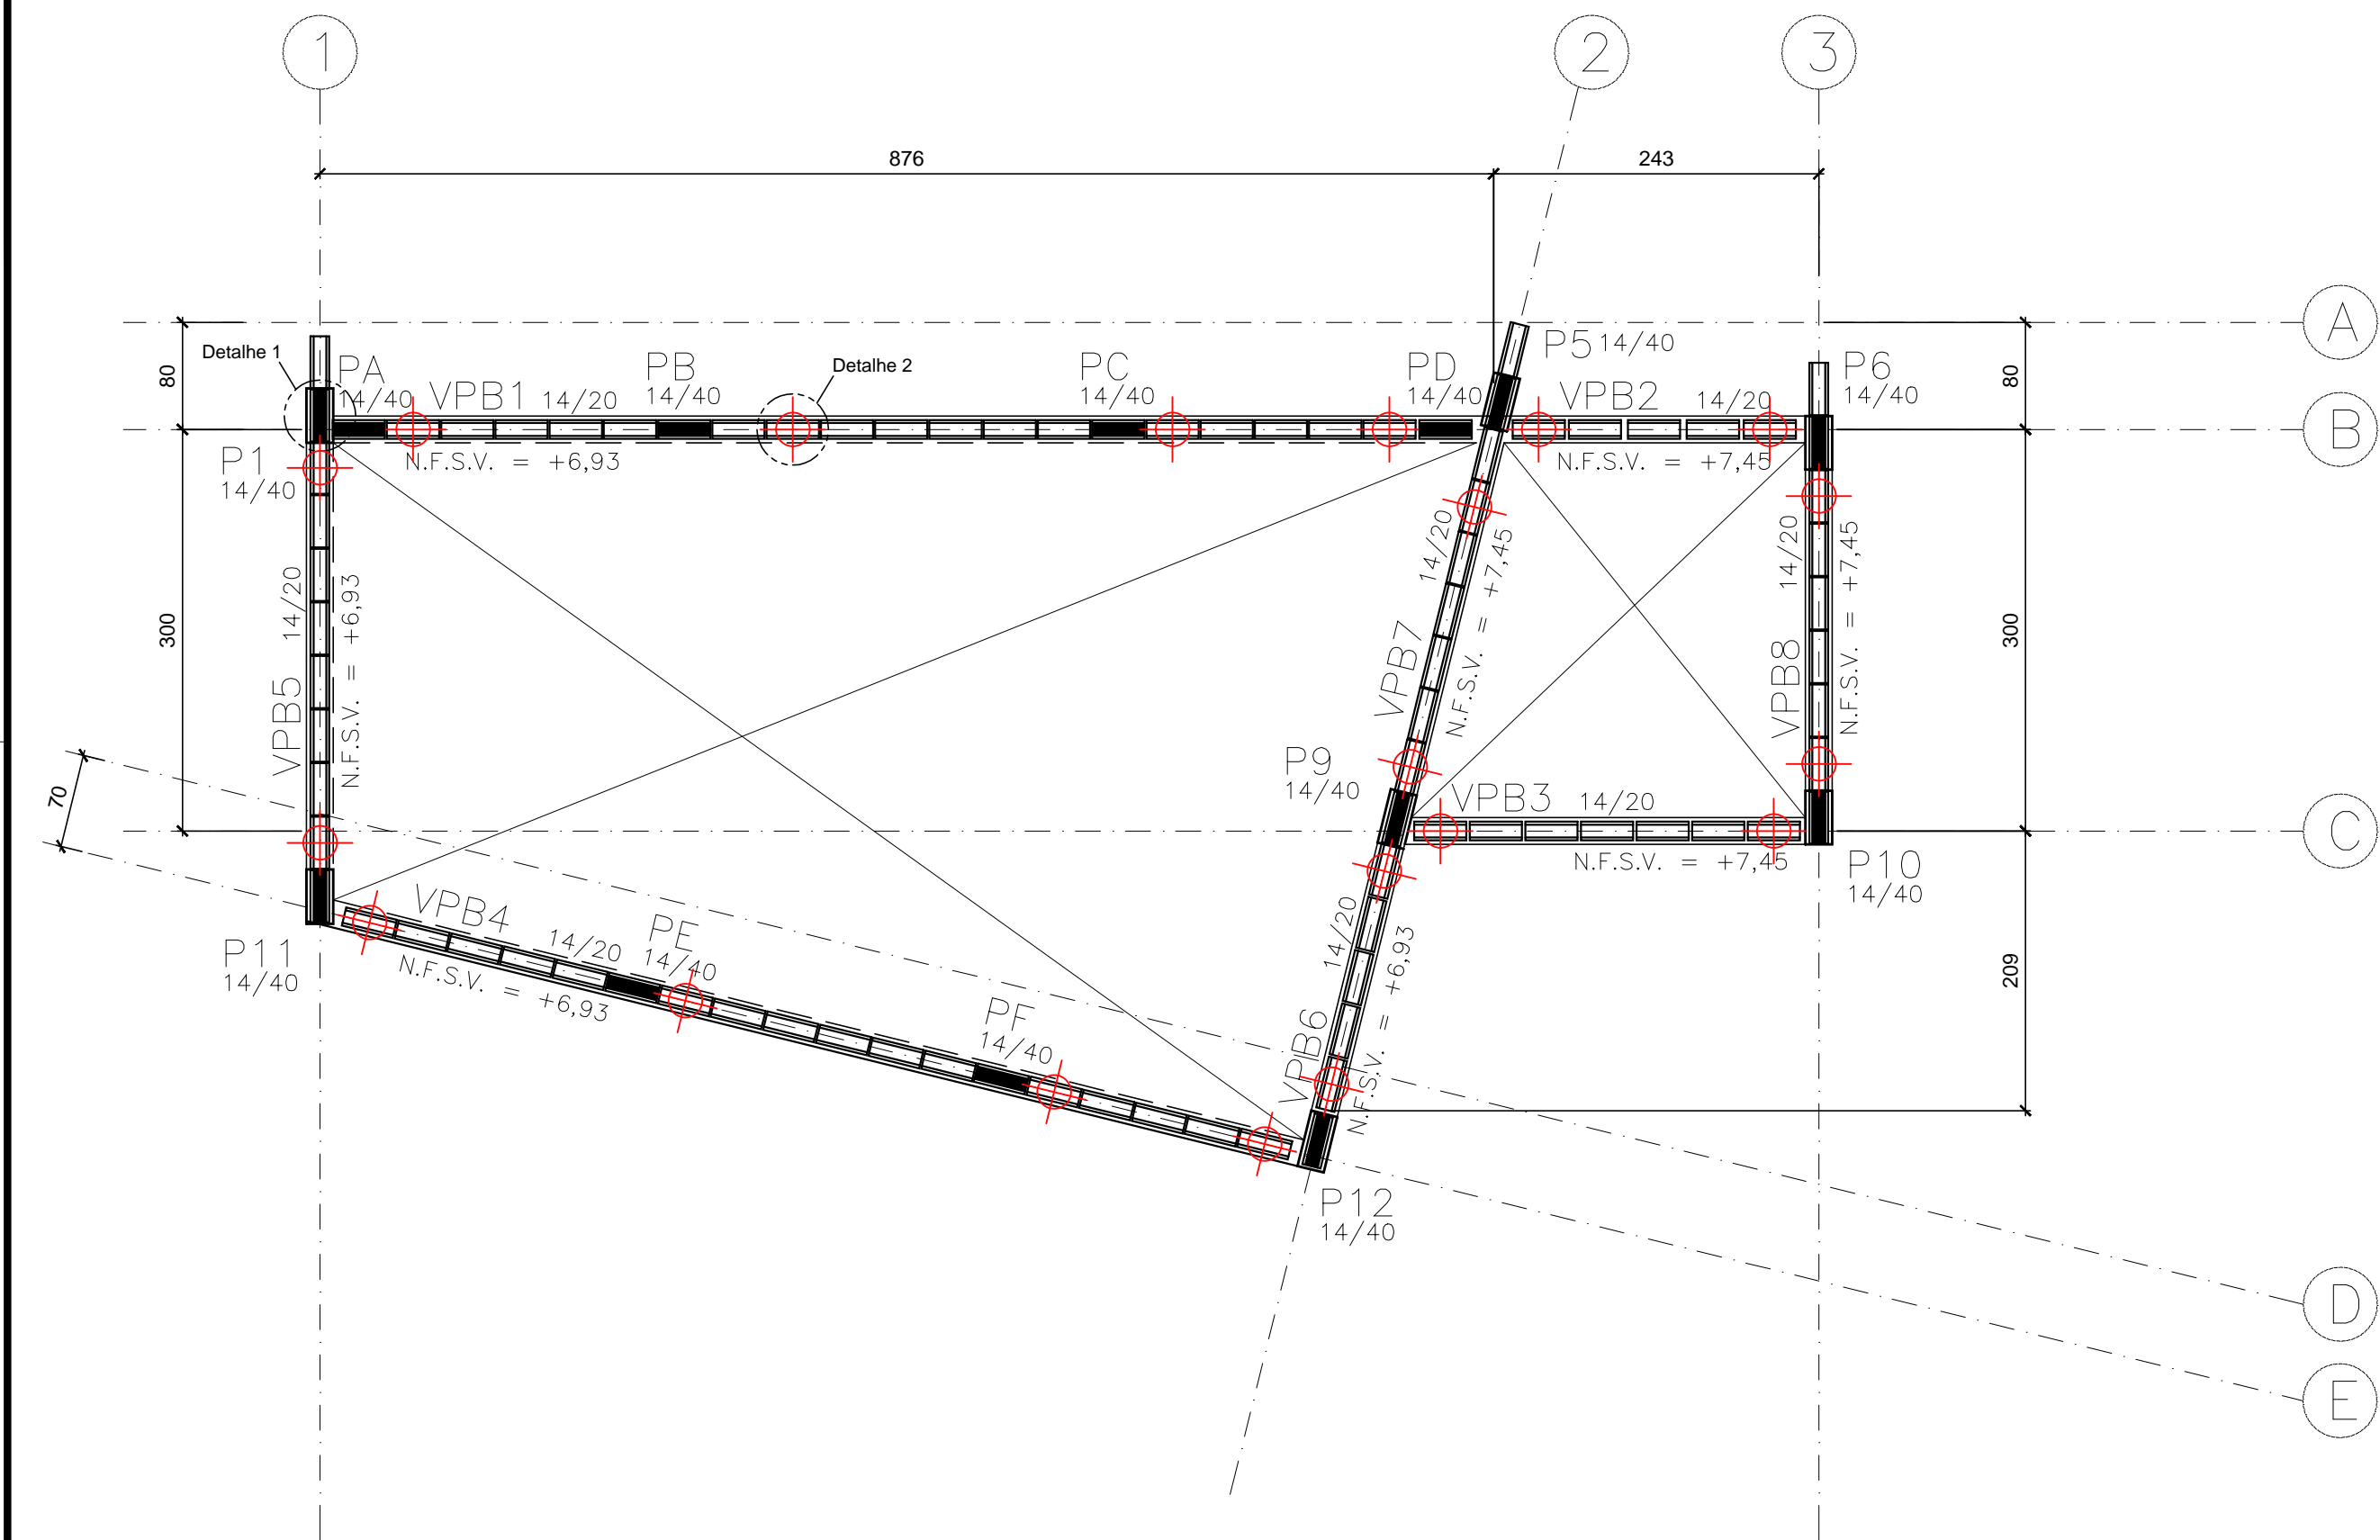 1
2
3
876
243
A
80
Detalhe 1
PA
14/40
VPB1 14/20
PB
14/40
Detalhe 2
PC
14/40
PD
14/40
P5 14/40
VPB2 14/20
P6
14/40
80
B
P1
14/40
N.F.S.V. = +6,93
N.F.S.V. = +7,45
300
VPB5 14/20
N.F.S.V. = +6,93
VPB7 14/20
N.F.S.V. = +7,45
VPB8 14/20
N.F.S.V. = +7,45
300
70
P9
14/40
VPB3 14/20
N.F.S.V. = +7,45
C
P10
14/40
P11
14/40
VPB4 14/20
N.F.S.V. = +6,93
PE
14/40
PF
14/40
VPB6 14/20
N.F.S.V. = +6,93
209
P12
14/40
D
E